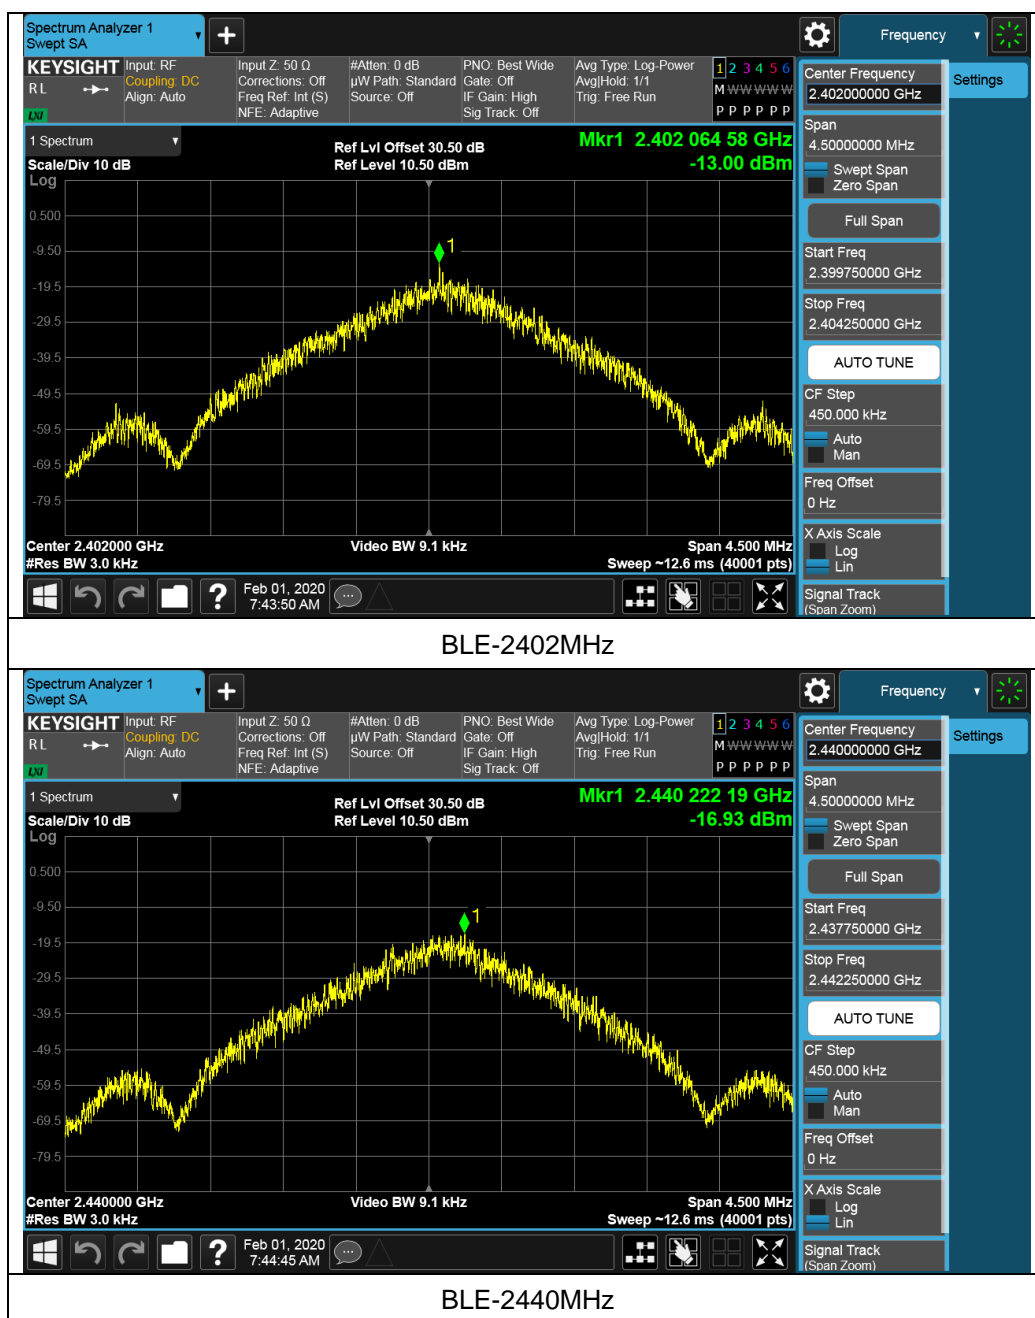 Spectrum Analyzer 1
Swept SA
Frequency
KEYSIGHT
R L
LXI
Input: RF
Coupling: DC
Align: Auto
Input Z: 50 Ω
Corrections: Off
Freq Ref: Int (S)
NFE: Adaptive
#Atten: 0 dB
µW Path: Standard
Source: Off
PNO: Best Wide
Gate: Off
IF Gain: High
Sig Track: Off
Avg Type: Log-Power
Avg|Hold: 1/1
Trig: Free Run
1 2 3 4 5 6
M W W W W W
P P P P P P
1 Spectrum
Scale/Div 10 dB
Log
Ref Lvl Offset 30.50 dB
Ref Level 10.50 dBm
Mkr1 2.402 064 58 GHz
-13.00 dBm
0.500
-9.50
-19.5
-29.5
-39.5
-49.5
-59.5
-69.5
-79.5
1
Center 2.402000 GHz
#Res BW 3.0 kHz
Video BW 9.1 kHz
Span 4.500 MHz
Sweep ~12.6 ms (40001 pts)
?
Feb 01, 2020
7:43:50 AM
Center Frequency
2.402000000 GHz
Span
4.50000000 MHz
Swept Span
Zero Span
Full Span
Start Freq
2.399750000 GHz
Stop Freq
2.404250000 GHz
AUTO TUNE
CF Step
450.000 kHz
Auto
Man
Freq Offset
0 Hz
X Axis Scale
Log
Lin
Signal Track
(Span Zoom)
Settings
BLE-2402MHz
Spectrum Analyzer 1
Swept SA
Frequency
KEYSIGHT
R L
LXI
Input: RF
Coupling: DC
Align: Auto
Input Z: 50 Ω
Corrections: Off
Freq Ref: Int (S)
NFE: Adaptive
#Atten: 0 dB
µW Path: Standard
Source: Off
PNO: Best Wide
Gate: Off
IF Gain: High
Sig Track: Off
Avg Type: Log-Power
Avg|Hold: 1/1
Trig: Free Run
1 2 3 4 5 6
M W W W W W
P P P P P P
1 Spectrum
Scale/Div 10 dB
Log
Ref Lvl Offset 30.50 dB
Ref Level 10.50 dBm
Mkr1 2.440 222 19 GHz
-16.93 dBm
0.500
-9.50
-19.5
-29.5
-39.5
-49.5
-59.5
-69.5
-79.5
1
Center 2.440000 GHz
#Res BW 3.0 kHz
Video BW 9.1 kHz
Span 4.500 MHz
Sweep ~12.6 ms (40001 pts)
?
Feb 01, 2020
7:44:45 AM
Center Frequency
2.440000000 GHz
Span
4.50000000 MHz
Swept Span
Zero Span
Full Span
Start Freq
2.437750000 GHz
Stop Freq
2.442250000 GHz
AUTO TUNE
CF Step
450.000 kHz
Auto
Man
Freq Offset
0 Hz
X Axis Scale
Log
Lin
Signal Track
(Span Zoom)
Settings
BLE-2440MHz